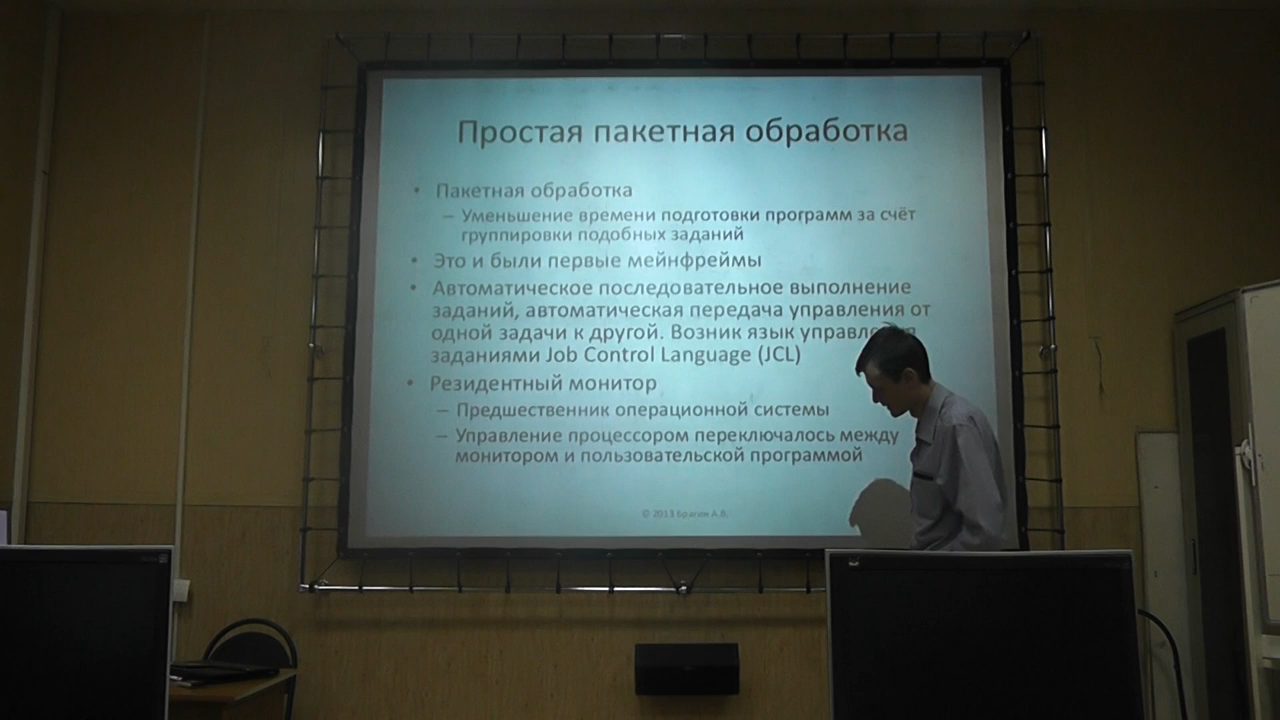 Простая пакетная обработка
• Пакетная обработка
– Уменьшение времени подготовки программ за счёт
группировки подобных заданий
• Это и были первые мейнфреймы
• Автоматическое последовательное выполнение
заданий, автоматическая передача управления от
одной задачи к другой. Возник язык
заданиями Job Control Language (JCL)
• Резидентный монитор
– Предшественник операционной системы
– Управление процессором переключалось между
монитором и пользовательской программой
© 2013 Брагин А.В.